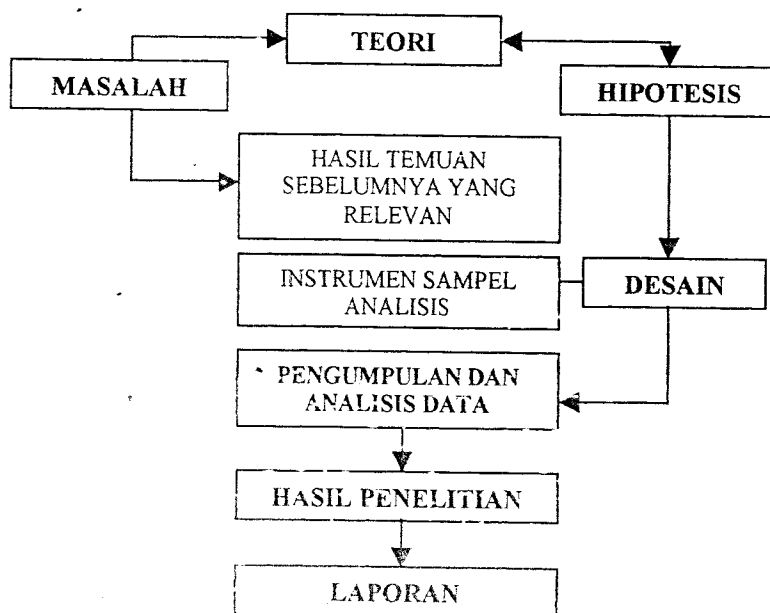 TEORI
MASALAH
HIPOTESIS
HASIL TEMUAN
SEBELUMNYA YANG
RELEVAN
INSTRUMEN SAMPEL
ANALISIS
DESAIN
PENGUMPULAN DAN
ANALISIS DATA
HASIL PENELITIAN
LAPORAN